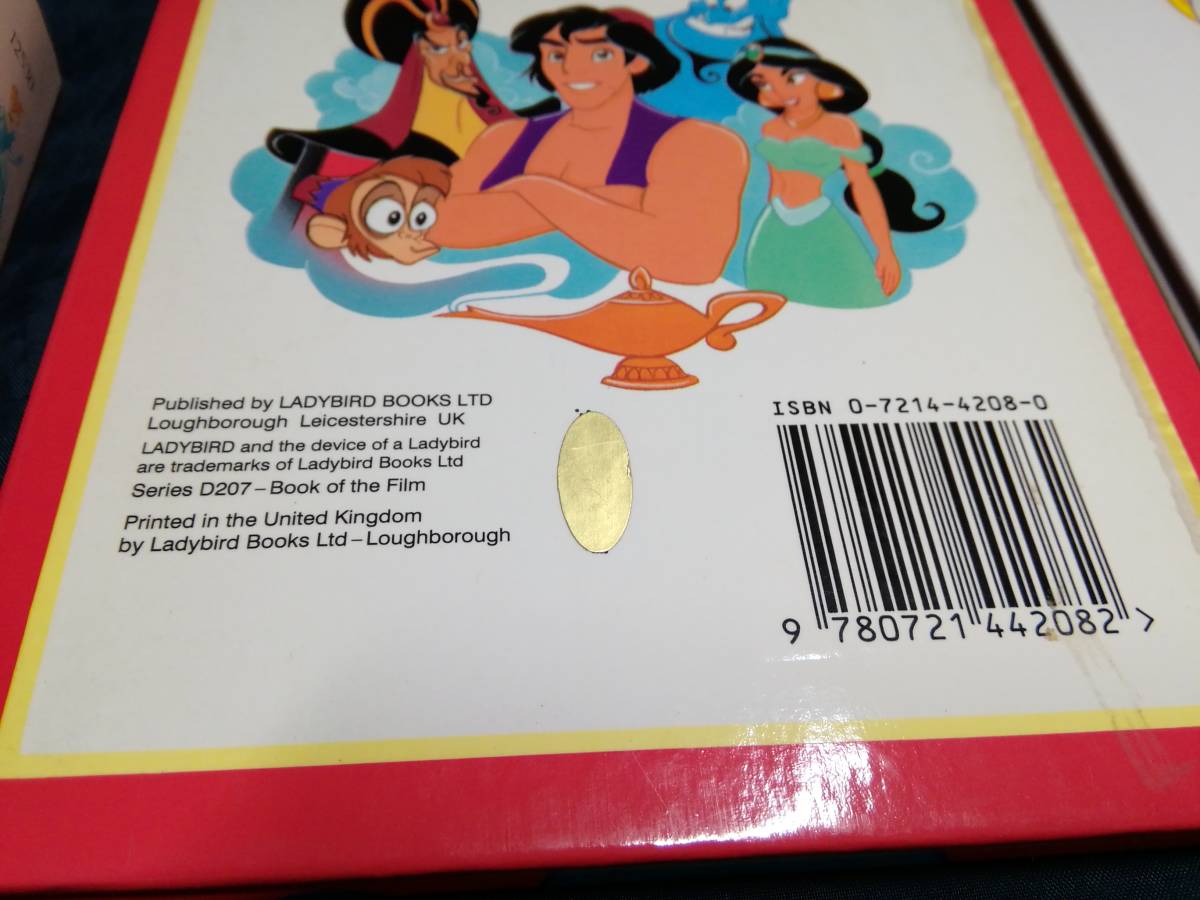 Published by LADYBIRD BOOKS LTD
Loughborough Leicestershire UK
LADYBIRD and the device of a Ladybird
are trademarks of Ladybird Books Ltd
Series D207–Book of the Film
Printed in the United Kingdom
by Ladybird Books Ltd–Loughborough
ISBN 0-7214-4208-0
9 780721 442082 >